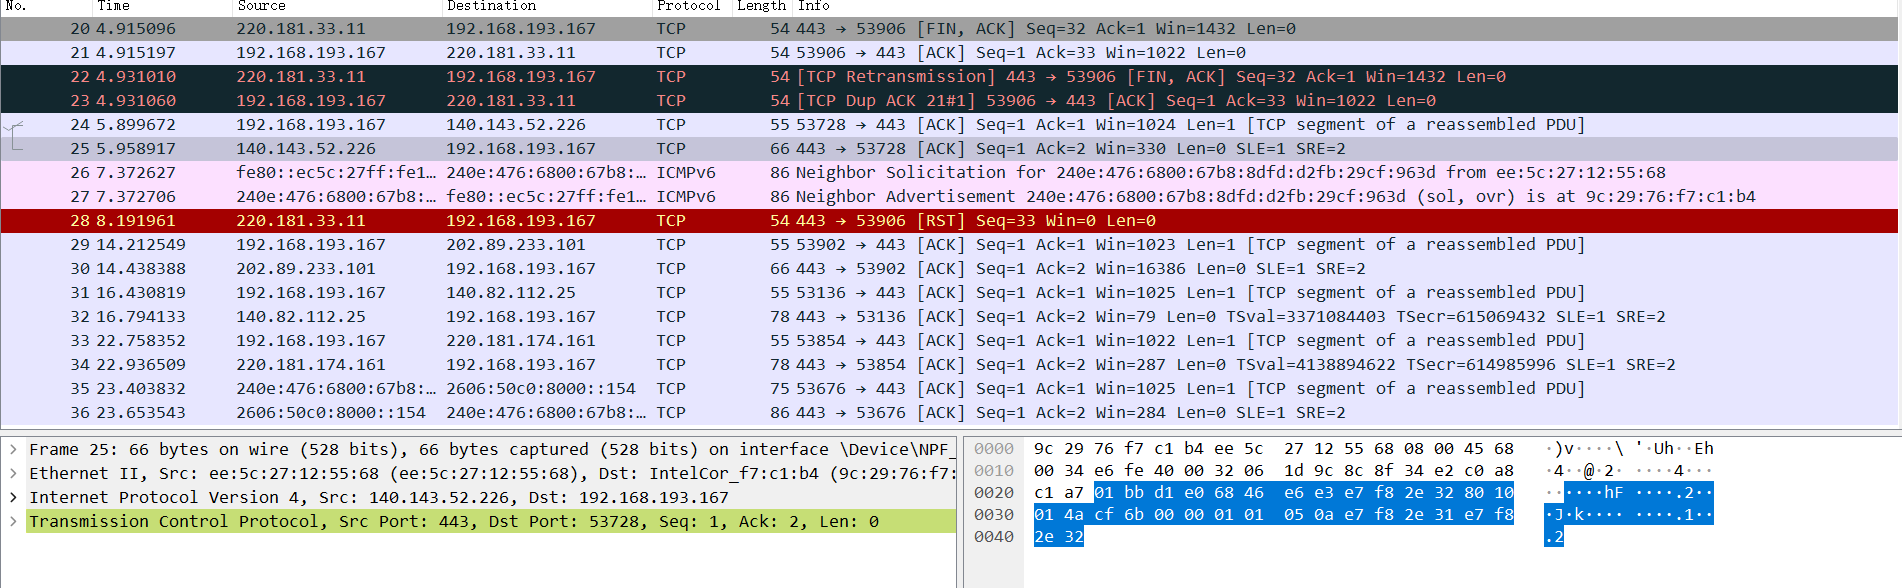 No. Time Source Destination Protocol Length Info
20 4.915096 220.181.33.11 192.168.193.167 TCP 54 443 → 53906 [FIN, ACK] Seq=32 Ack=1 Win=1432 Len=0
21 4.915197 192.168.193.167 220.181.33.11 TCP 54 53906 → 443 [ACK] Seq=1 Ack=33 Win=1022 Len=0
22 4.931010 220.181.33.11 192.168.193.167 TCP 54 [TCP Retransmission] 443 → 53906 [FIN, ACK] Seq=32 Ack=1 Win=1432 Len=0
23 4.931060 192.168.193.167 220.181.33.11 TCP 54 [TCP Dup ACK 21#1] 53906 → 443 [ACK] Seq=1 Ack=33 Win=1022 Len=0
24 5.899672 192.168.193.167 140.143.52.226 TCP 55 53728 → 443 [ACK] Seq=1 Ack=1 Win=1024 Len=1 [TCP segment of a reassembled PDU]
25 5.958917 140.143.52.226 192.168.193.167 TCP 66 443 → 53728 [ACK] Seq=1 Ack=2 Win=330 Len=0 SLE=1 SRE=2
26 7.372627 fe80::ec5c:27ff:fe1… 240e:476:6800:67b8:… ICMPv6 86 Neighbor Solicitation for 240e:476:6800:67b8:8dfd:d2fb:29cf:963d from ee:5c:27:12:55:68
27 7.372706 240e:476:6800:67b8:… fe80::ec5c:27ff:fe1… ICMPv6 86 Neighbor Advertisement 240e:476:6800:67b8:8dfd:d2fb:29cf:963d (sol, ovr) is at 9c:29:76:f7:c1:b4
28 8.191961 220.181.33.11 192.168.193.167 TCP 54 443 → 53906 [RST] Seq=33 Win=0 Len=0
29 14.212549 192.168.193.167 202.89.233.101 TCP 55 53902 → 443 [ACK] Seq=1 Ack=1 Win=1023 Len=1 [TCP segment of a reassembled PDU]
30 14.438388 202.89.233.101 192.168.193.167 TCP 66 443 → 53902 [ACK] Seq=1 Ack=2 Win=16386 Len=0 SLE=1 SRE=2
31 16.430819 192.168.193.167 140.82.112.25 TCP 55 53136 → 443 [ACK] Seq=1 Ack=1 Win=1025 Len=1 [TCP segment of a reassembled PDU]
32 16.794133 140.82.112.25 192.168.193.167 TCP 78 443 → 53136 [ACK] Seq=1 Ack=2 Win=79 Len=0 TSval=3371084403 TSecr=615069432 SLE=1 SRE=2
33 22.758352 192.168.193.167 220.181.174.161 TCP 55 53854 → 443 [ACK] Seq=1 Ack=1 Win=1022 Len=1 [TCP segment of a reassembled PDU]
34 22.936509 220.181.174.161 192.168.193.167 TCP 78 443 → 53854 [ACK] Seq=1 Ack=2 Win=287 Len=0 TSval=4138894622 TSecr=614985996 SLE=1 SRE=2
35 23.403832 240e:476:6800:67b8:… 2606:50c0:8000::154 TCP 75 53676 → 443 [ACK] Seq=1 Ack=1 Win=1025 Len=1 [TCP segment of a reassembled PDU]
36 23.653543 2606:50c0:8000::154 240e:476:6800:67b8:… TCP 86 443 → 53676 [ACK] Seq=1 Ack=2 Win=284 Len=0 SLE=1 SRE=2
Frame 25: 66 bytes on wire (528 bits), 66 bytes captured (528 bits) on interface \Device\NPF_
Ethernet II, Src: ee:5c:27:12:55:68 (ee:5c:27:12:55:68), Dst: IntelCor_f7:c1:b4 (9c:29:76:f7:
Internet Protocol Version 4, Src: 140.143.52.226, Dst: 192.168.193.167
Transmission Control Protocol, Src Port: 443, Dst Port: 53728, Seq: 1, Ack: 2, Len: 0
0000 9c 29 76 f7 c1 b4 ee 5c 27 12 55 68 08 00 45 68 ·)v····\ '·Uh··Eh
0010 00 34 e6 fe 40 00 32 06 1d 9c 8c 8f 34 e2 c0 a8 ·4··@·2· ····4···
0020 c1 a7 01 bb d1 e0 68 46 e6 e3 e7 f8 2e 32 80 10 ······hF ····.2··
0030 01 4a cf 6b 00 00 01 01 05 0a e7 f8 2e 31 e7 f8 ·J·k···· ····.1··
0040 2e 32 .2